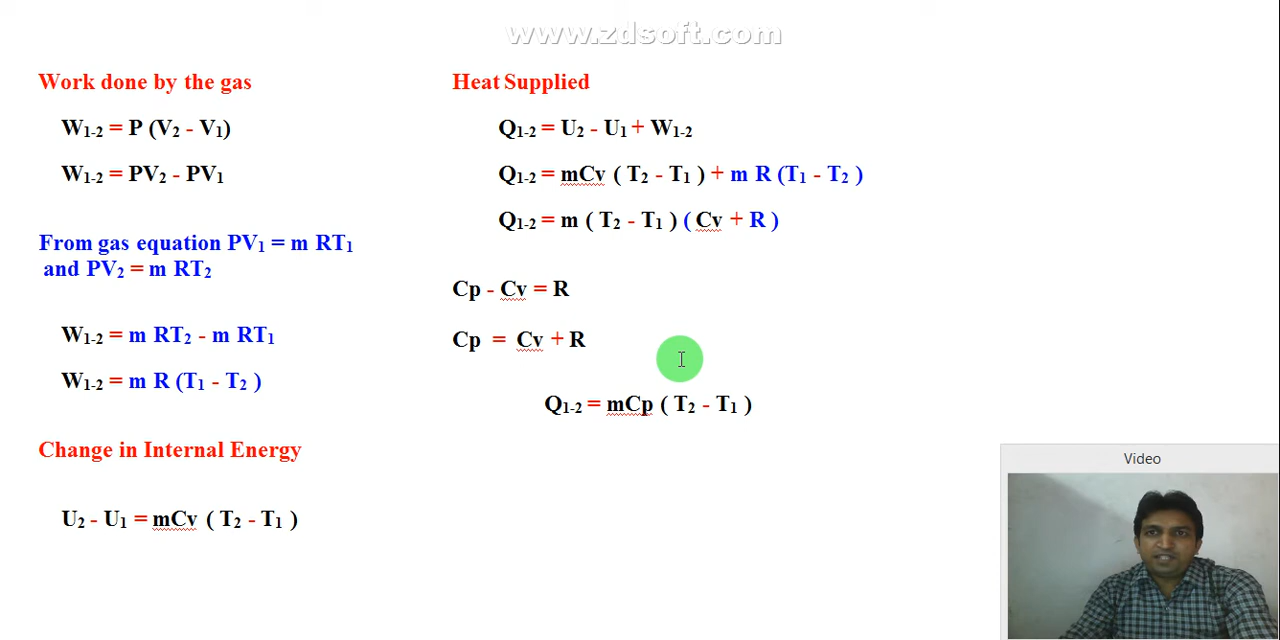 www.zdsoft.com
Work done by the gas
W1-2 = P (V2 - V1)
W1-2 = PV2 - PV1
From gas equation PV1 = m RT1
and PV2 = m RT2
W1-2 = m RT2 - m RT1
W1-2 = m R (T1 - T2 )
Change in Internal Energy
U2 - U1 = mCv ( T2 - T1 )
Heat Supplied
Q1-2 = U2 - U1 + W1-2
Q1-2 = mCv ( T2 - T1 ) + m R (T1 - T2 )
Q1-2 = m ( T2 - T1 ) ( Cv + R )
Cp - Cv = R
Cp = Cv + R
Q1-2 = mCp ( T2 - T1 )
Video